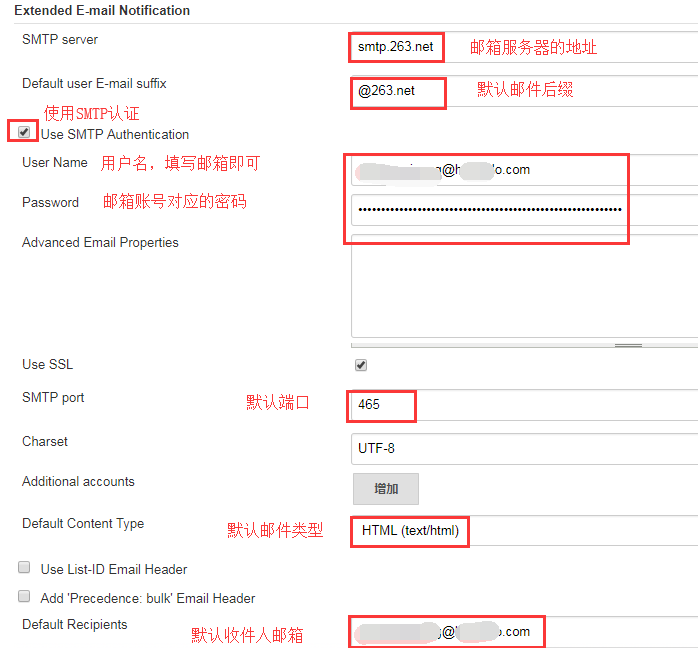 Extended E-mail Notification
SMTP server
smtp.263.net
邮箱服务器的地址
Default user E-mail suffix
@263.net
默认邮件后缀
使用SMTP认证
Use SMTP Authentication
User Name
用户名，填写邮箱即可
.com
Password
邮箱账号对应的密码
Advanced Email Properties
Use SSL
SMTP port
默认端口
465
Charset
UTF-8
Additional accounts
增加
Default Content Type
默认邮件类型
HTML (text/html)
Use List-ID Email Header
Add 'Precedence: bulk' Email Header
Default Recipients
默认收件人邮箱
.com